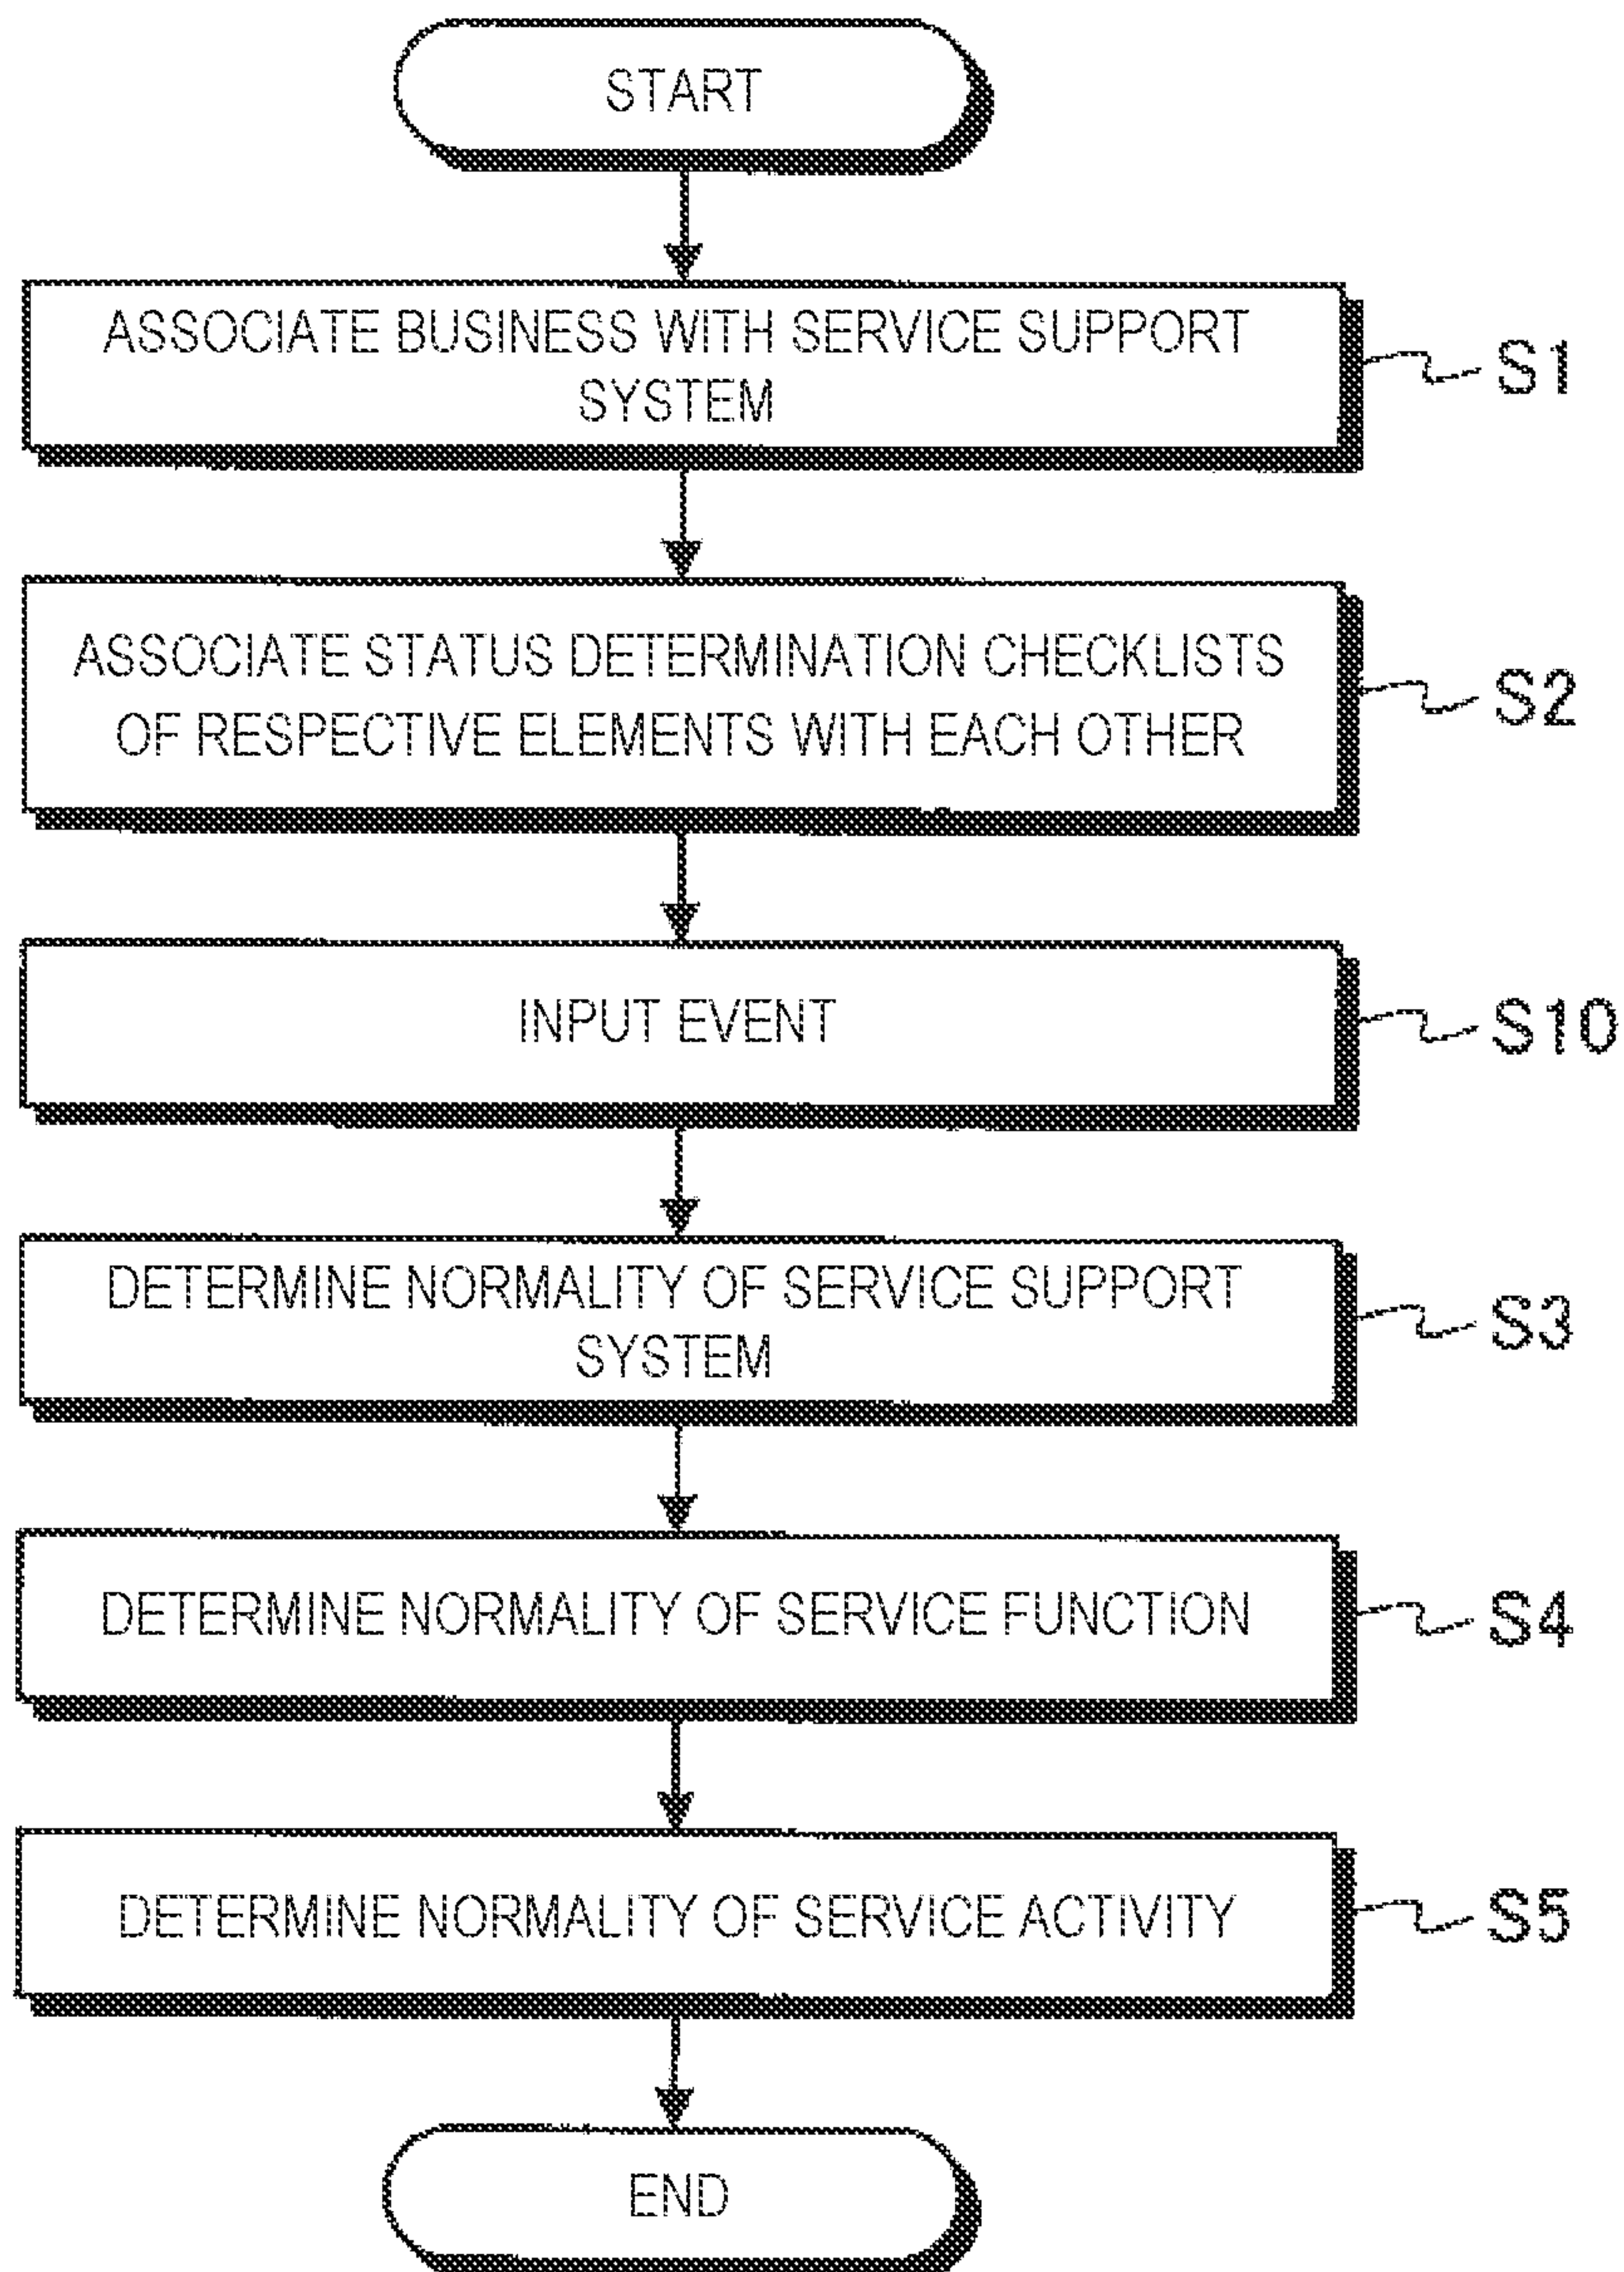 START
ASSOCIATE BUSINESS WITH SERVICE SUPPORT
SYSTEM
S1
ASSOCIATE STATUS DETERMINATION CHECKLISTS
OF RESPECTIVE ELEMENTS WITH EACH OTHER
S2
INPUT EVENT
S10
DETERMINE NORMALITY OF SERVICE SUPPORT
SYSTEM
S3
DETERMINE NORMALITY OF SERVICE FUNCTION
S4
DETERMINE NORMALITY OF SERVICE ACTIVITY
S5
END